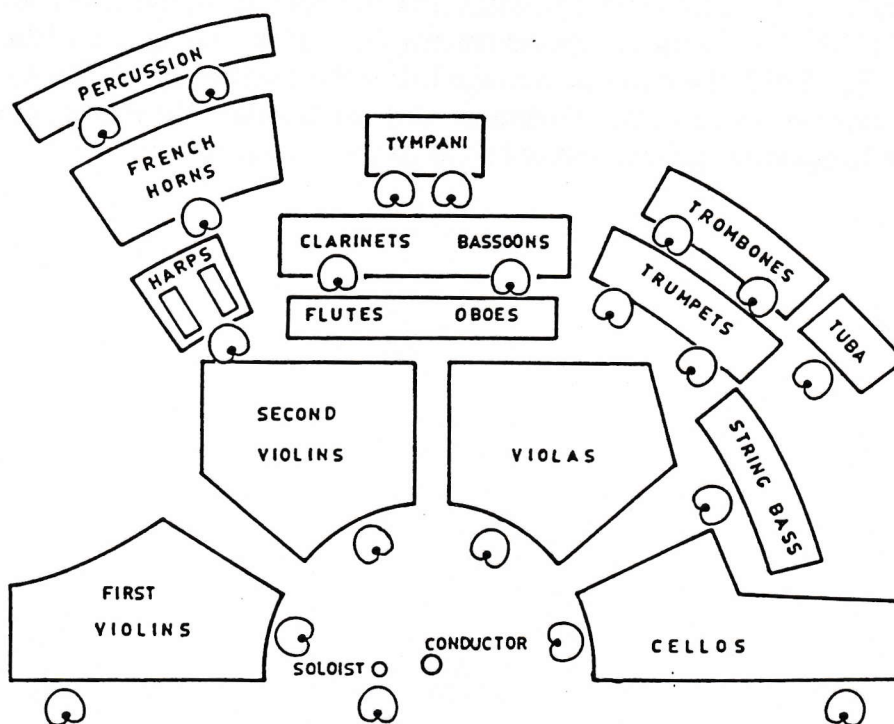 PERCUSSION
FRENCH
HORNS
HARPS
TYMPANI
CLARINETS BASSOONS
FLUTES OBOES
TROMBONES
TRUMPETS
TUBA
SECOND
VIOLINS
VIOLAS
STRING BASS
FIRST
VIOLINS
SOLOIST
CONDUCTOR
CELLOS